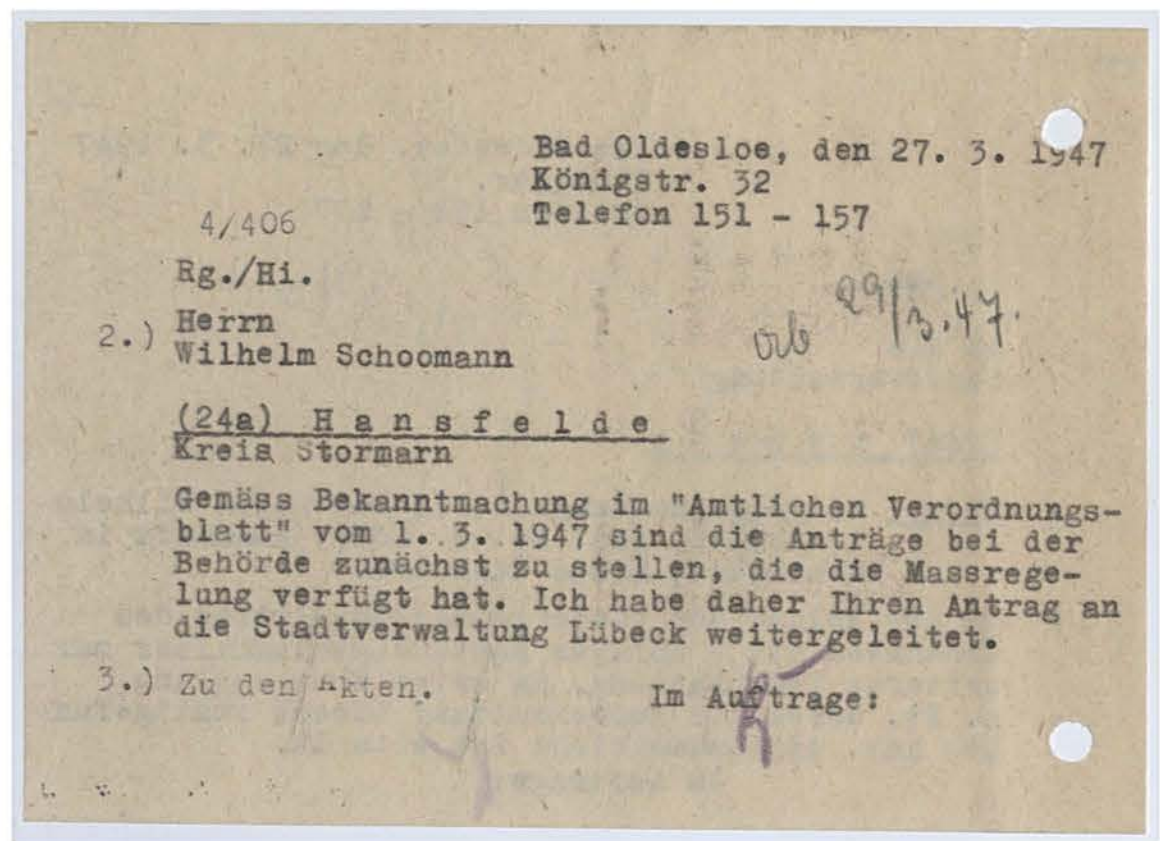 Bad Oldesloe, den 27. 3. 1947
Königstr. 32
Telefon 151 - 157
4/406
Rg./Hi.
29/3.47.
2.) Herrn
Wilhelm Schoomann
(24a) H a n s f e l d e
Kreis Stormarn
Gemäss Bekanntmachung im "Amtlichen Verordnungs-
blatt" vom 1. 3. 1947 sind die Anträge bei der
Behörde zunächst zu stellen, die die Massrege-
lung verfügt hat. Ich habe daher Ihren Antrag an
die Stadtverwaltung Lübeck weitergeleitet.
3.) Zu den Akten.
Im Auftrage: